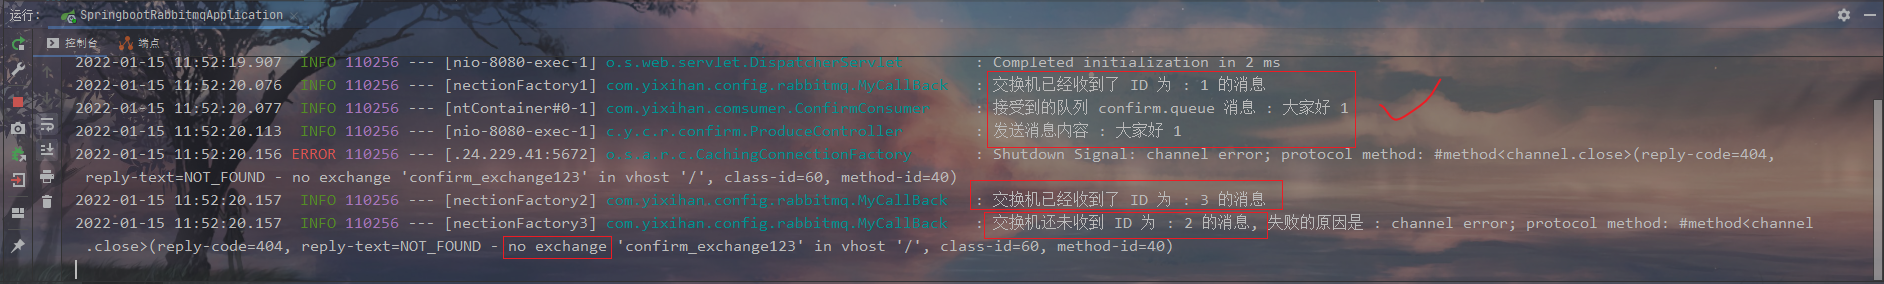 运行: SpringbootRabbitmqApplication
控制台 端点
2022-01-15 11:52:19.907 INFO 110256 --- [nio-8080-exec-1] o.s.web.servlet.DispatcherServlet : Completed initialization in 2 ms
2022-01-15 11:52:20.076 INFO 110256 --- [nectionFactory1] com.yixihan.config.rabbitmq.MyCallBack : 交换机已经收到了 ID 为 : 1 的消息
2022-01-15 11:52:20.077 INFO 110256 --- [ntContainer#0-1] com.yixihan.comsumer.ConfirmConsumer : 接受到的队列 confirm.queue 消息 : 大家好 1
2022-01-15 11:52:20.113 INFO 110256 --- [nio-8080-exec-1] c.y.c.r.confirm.ProduceController : 发送消息内容 : 大家好 1
2022-01-15 11:52:20.156 ERROR 110256 --- [.24.229.41:5672] o.s.a.r.c.CachingConnectionFactory : Shutdown Signal: channel error; protocol method: #method<channel.close>(reply-code=404,
reply-text=NOT_FOUND - no exchange 'confirm_exchange123' in vhost '/', class-id=60, method-id=40)
2022-01-15 11:52:20.157 INFO 110256 --- [nectionFactory2] com.yixihan.config.rabbitmq.MyCallBack : 交换机已经收到了 ID 为 : 3 的消息
2022-01-15 11:52:20.157 INFO 110256 --- [nectionFactory3] com.yixihan.config.rabbitmq.MyCallBack : 交换机还未收到 ID 为 : 2 的消息, 失败的原因是 : channel error; protocol method: #method<channel
.close>(reply-code=404, reply-text=NOT_FOUND - no exchange 'confirm_exchange123' in vhost '/', class-id=60, method-id=40)